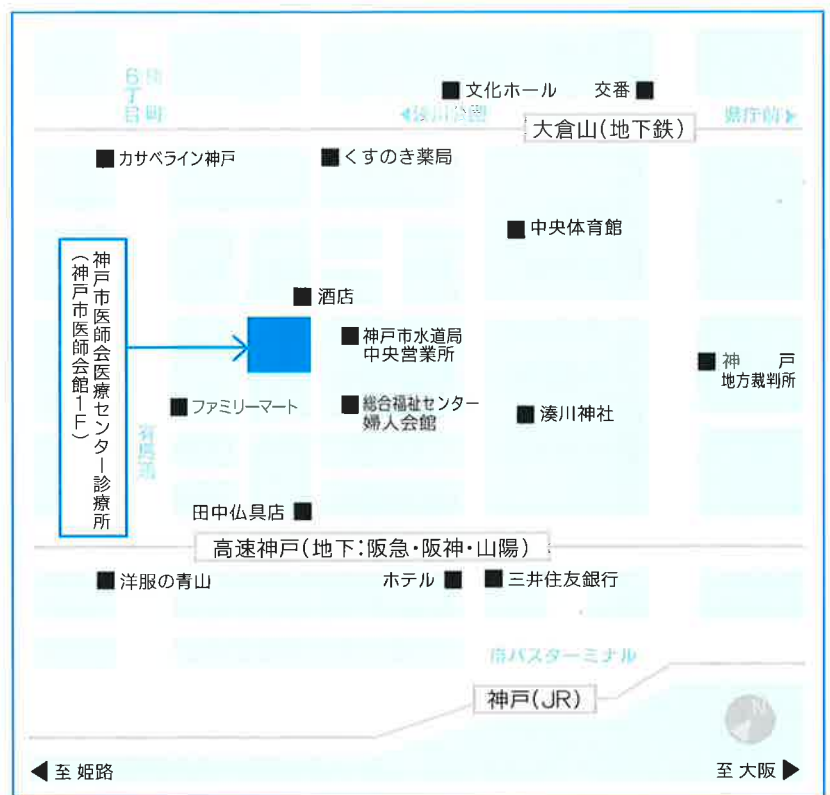 6丁目
楠町
文化ホール
交番
湊川公園
大倉山(地下鉄)
県庁前
カサベライン神戸
くすのき薬局
中央体育館
神戸市医師会医療センター診療所
(神戸市医師会館1F)
酒店
神戸市水道局
中央営業所
神 戸
地方裁判所
ファミリーマート
総合福祉センター
婦人会館
湊川神社
有馬道
田中仏具店
高速神戸(地下:阪急・阪神・山陽)
洋服の青山
ホテル
三井住友銀行
バスターミナル
神戸(JR)
N
至 姫路
至 大阪